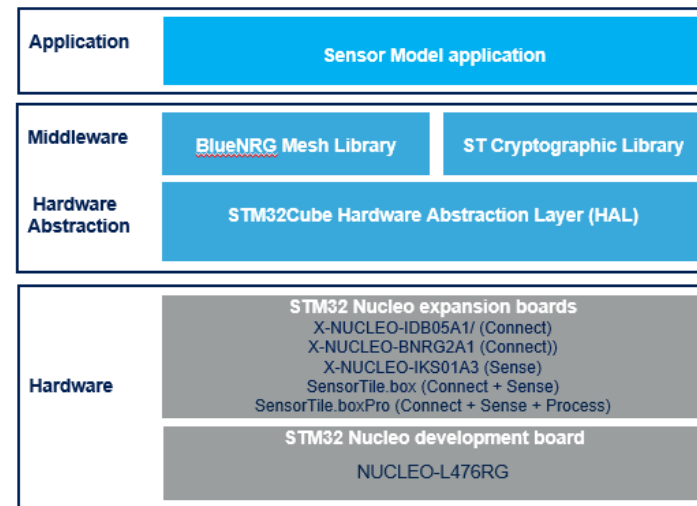 Application
Sensor Model application
Middleware
BlueNRG Mesh Library
ST Cryptographic Library
Hardware
Abstraction
STM32Cube Hardware Abstraction Layer (HAL)
Hardware
STM32 Nucleo expansion boards
X-NUCLEO-IDB05A1/ (Connect)
X-NUCLEO-BNRG2A1 (Connect))
X-NUCLEO-IKS01A3 (Sense)
SensorTile.box (Connect + Sense)
SensorTile.boxPro (Connect + Sense + Process)
STM32 Nucleo development board
NUCLEO-L476RG